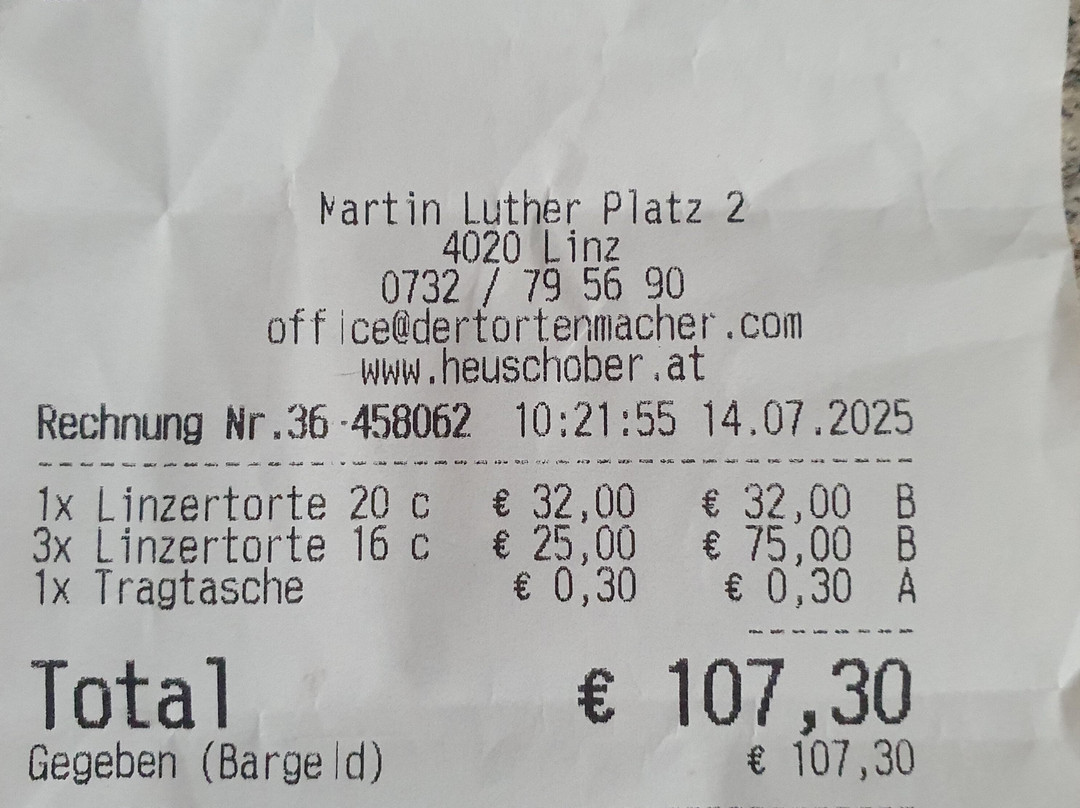 Martin Luther Platz 2
4020 Linz
0732 / 79 56 90
office@dertortenmacher.com
www.heuschober.at
Rechnung Nr.36-458062 10:21:55 14.07.2025
1x Linzertorte 20 c € 32,00 € 32,00 B
3x Linzertorte 16 c € 25,00 € 75,00 B
1x Tragtasche € 0,30 € 0,30 A
Total € 107,30
Gegeben (Bargeld) € 107,30